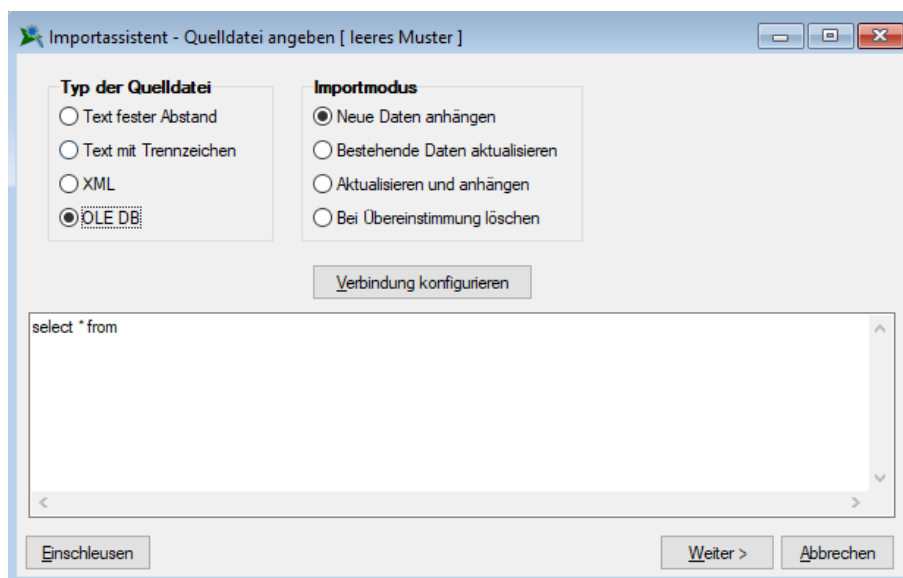 Importassistent - Quelldatei angeben [ leeres Muster ]
Typ der Quelldatei
Text fester Abstand
Text mit Trennzeichen
XML
OLE DB
Importmodus
Neue Daten anhängen
Bestehende Daten aktualisieren
Aktualisieren und anhängen
Bei Übereinstimmung löschen
Verbindung konfigurieren
select * from
Einschleusen
Weiter >
Abbrechen